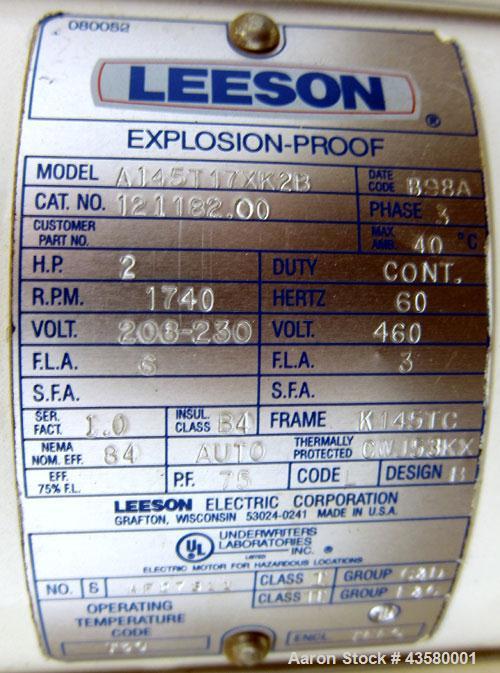 080052
LEESON ®
EXPLOSION-PROOF
MODEL A145T17XK2B DATE CODE B98A
CAT. NO. 121182.00 PHASE 3
CUSTOMER PART NO. MAX. AMB. 40 °C
H.P. 2 DUTY CONT.
R.P.M. 1740 HERTZ 60
VOLT. 208-230 VOLT. 460
F.L.A. 6 F.L.A. 3
S.F.A. S.F.A.
SER. FACT. 1.0 INSUL. CLASS B4 FRAME K145TC
NEMA NOM. EFF. 84 AUTO THERMALLY PROTECTED CWJ53KX
EFF. 75% F.L. P.F. 75 CODE L DESIGN B
LEESON ELECTRIC CORPORATION
GRAFTON, WISCONSIN 53024-0241 MADE IN U.S.A.
UL UNDERWRITERS
LABORATORIES
LISTED INC. ®
ELECTRIC MOTOR FOR HAZARDOUS LOCATIONS
NO. S CLASS I GROUP C&D
CLASS II GROUP
OPERATING
TEMPERATURE
CODE
ENCL
Aaron Stock # 43580001